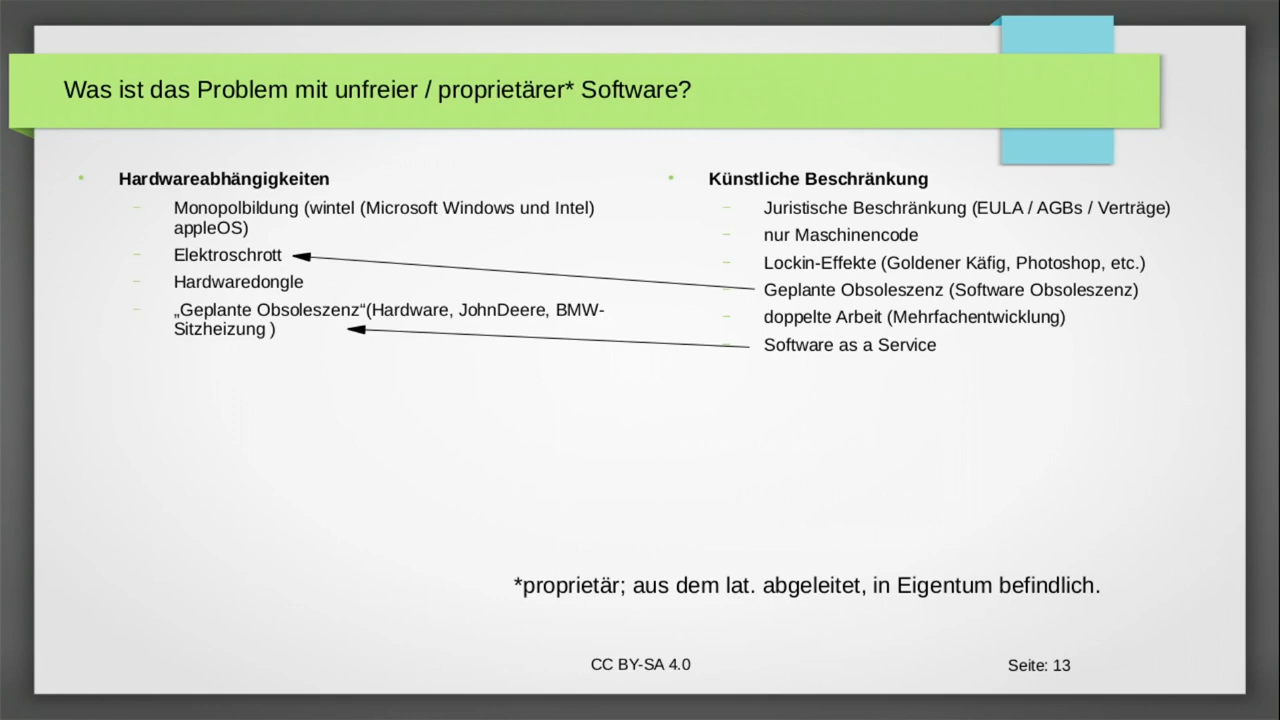 Was ist das Problem mit unfreier / proprietärer* Software?
Hardwareabhängigkeiten
Monopolbildung (wintel (Microsoft Windows und Intel)
appleOS)
Elektroschrott
Hardwaredongle
„Geplante Obsoleszenz“(Hardware, JohnDeere, BMW-
Sitzheizung )
Künstliche Beschränkung
Juristische Beschränkung (EULA / AGBs / Verträge)
nur Maschinencode
Lockin-Effekte (Goldener Käfig, Photoshop, etc.)
Geplante Obsoleszenz (Software Obsoleszenz)
doppelte Arbeit (Mehrfachentwicklung)
Software as a Service
*proprietär; aus dem lat. abgeleitet, in Eigentum befindlich.
CC BY-SA 4.0
Seite: 13